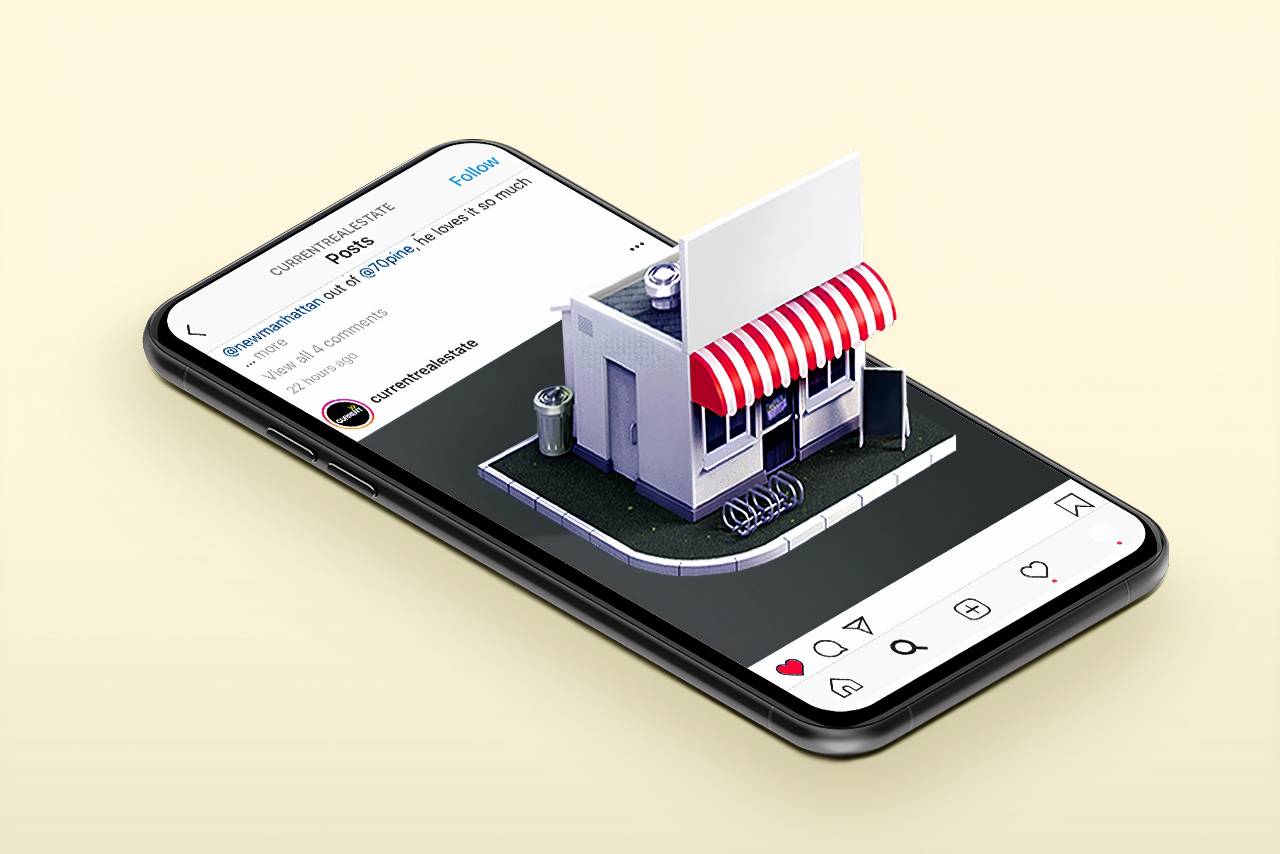 CURRENTREALESTATE
Posts
Follow
@newmanhattan out of @70pine, he loves it so much
... more
View all 4 comments
22 hours ago
CURRENT
currentrealestate